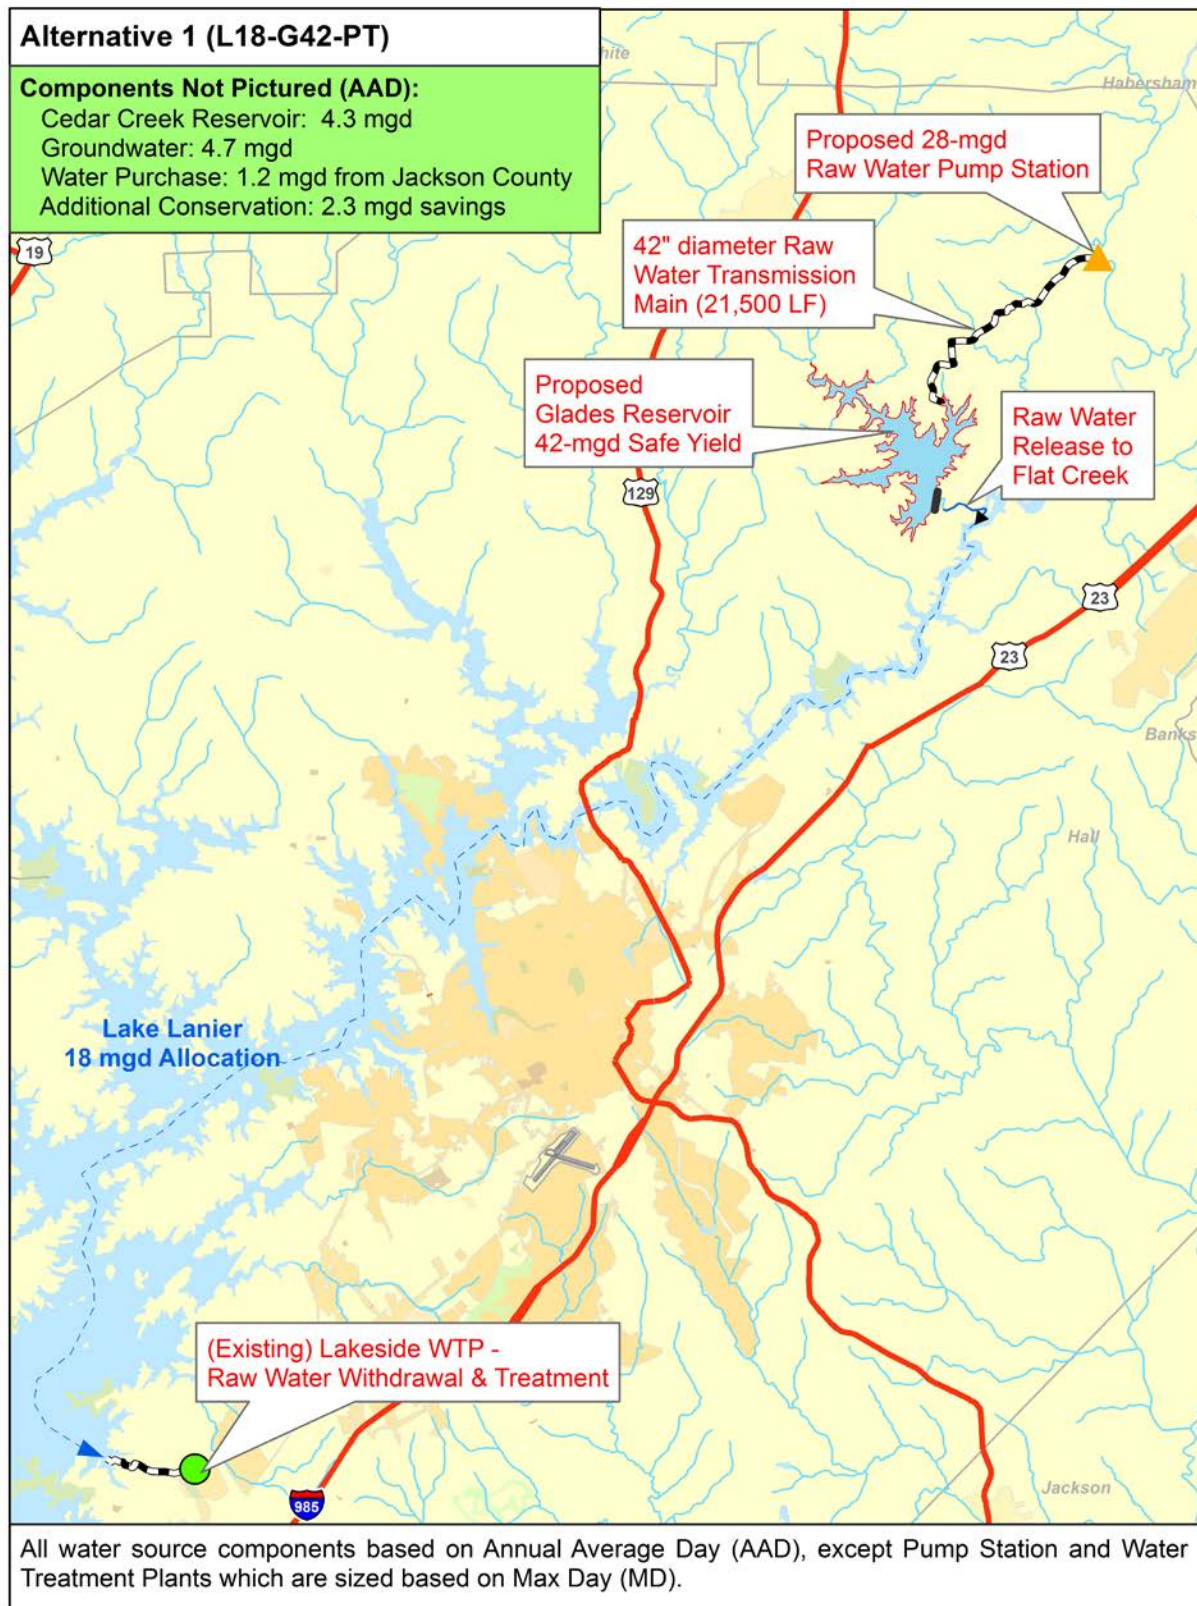 Alternative 1 (L18-G42-PT)
Components Not Pictured (AAD):
Cedar Creek Reservoir: 4.3 mgd
Groundwater: 4.7 mgd
Water Purchase: 1.2 mgd from Jackson County
Additional Conservation: 2.3 mgd savings
Habersham
Proposed 28-mgd
Raw Water Pump Station
19
42" diameter Raw
Water Transmission
Main (21,500 LF)
Proposed
Glades Reservoir
42-mgd Safe Yield
Raw Water
Release to
Flat Creek
129
23
23
Banks
Hall
Lake Lanier
18 mgd Allocation
(Existing) Lakeside WTP -
Raw Water Withdrawal & Treatment
985
Jackson
All water source components based on Annual Average Day (AAD), except Pump Station and Water
Treatment Plants which are sized based on Max Day (MD).